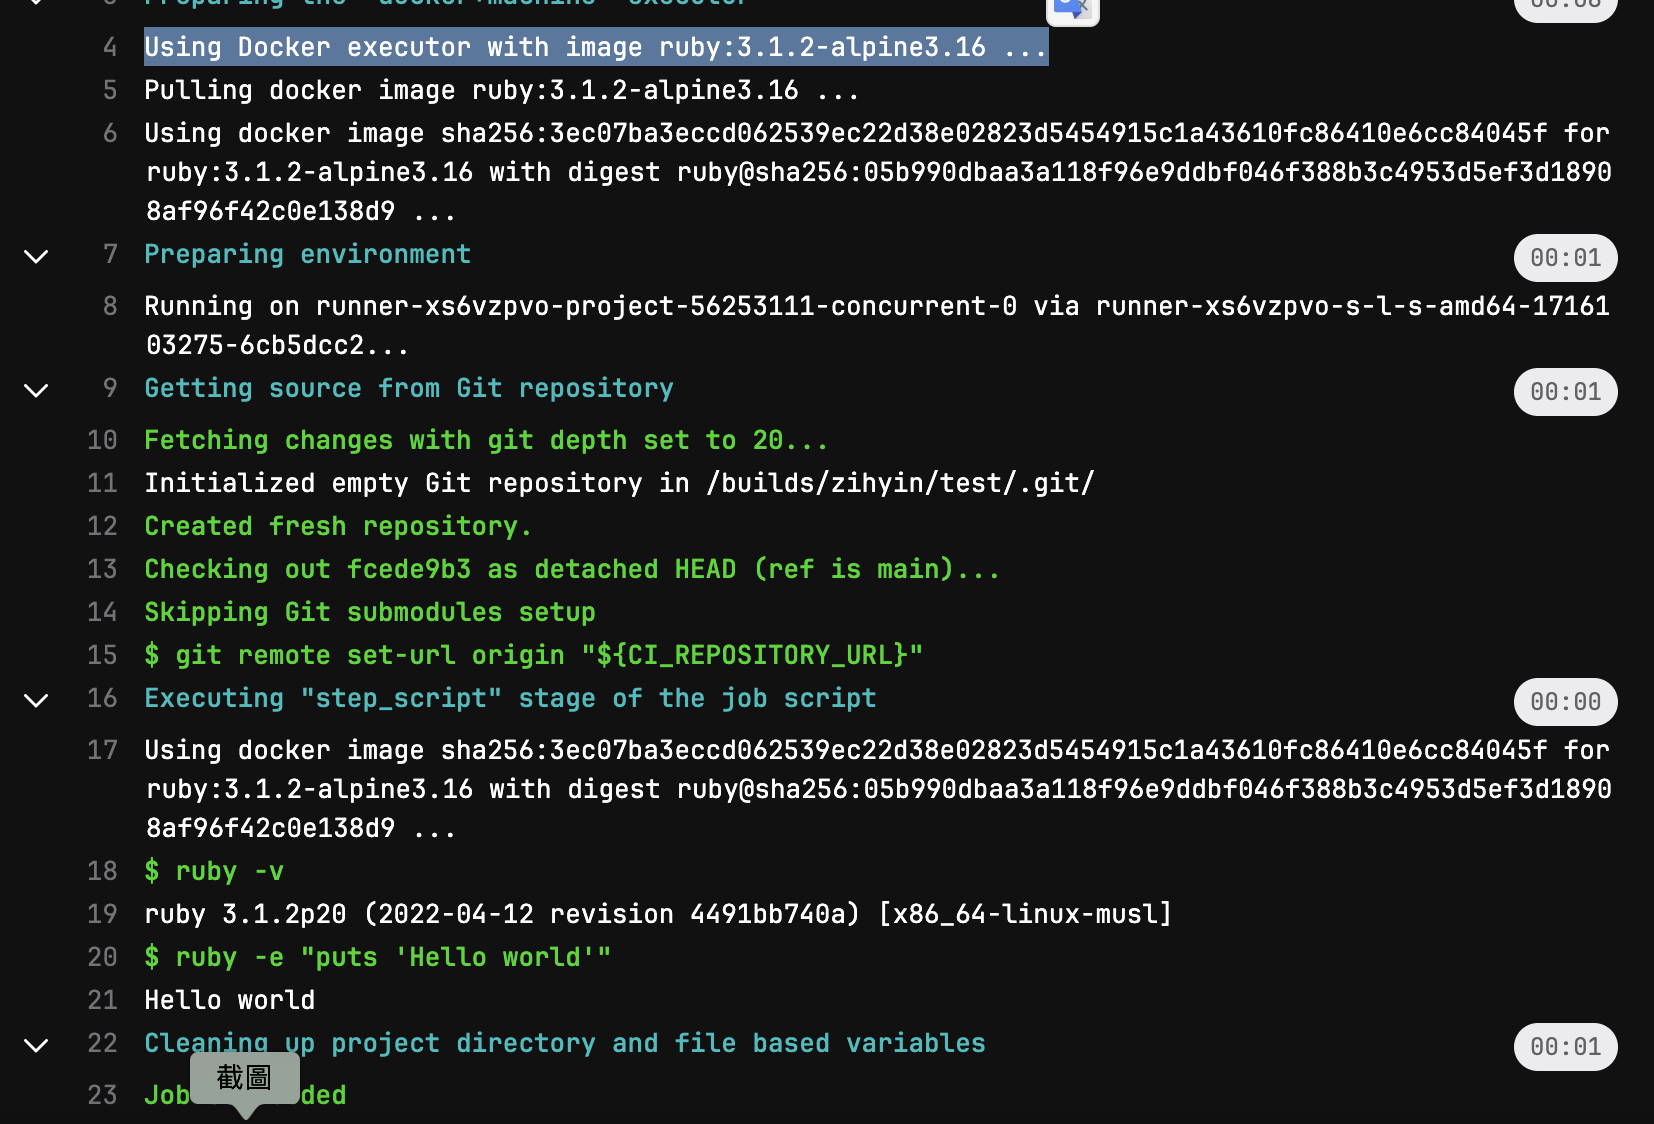 3 Preparing the "docker+machine" executor 00:08
4 Using Docker executor with image ruby:3.1.2-alpine3.16 ...
5 Pulling docker image ruby:3.1.2-alpine3.16 ...
6 Using docker image sha256:3ec07ba3eccd062539ec22d38e02823d5454915c1a43610fc86410e6cc84045f for
ruby:3.1.2-alpine3.16 with digest ruby@sha256:05b990dbaa3a118f96e9ddbf046f388b3c4953d5ef3d1890
8af96f42c0e138d9 ...
7 Preparing environment 00:01
8 Running on runner-xs6vzpvo-project-56253111-concurrent-0 via runner-xs6vzpvo-s-l-s-amd64-17161
03275-6cb5dcc2...
9 Getting source from Git repository 00:01
10 Fetching changes with git depth set to 20...
11 Initialized empty Git repository in /builds/zihyin/test/.git/
12 Created fresh repository.
13 Checking out fcede9b3 as detached HEAD (ref is main)...
14 Skipping Git submodules setup
15 $ git remote set-url origin "${CI_REPOSITORY_URL}"
16 Executing "step_script" stage of the job script 00:00
17 Using docker image sha256:3ec07ba3eccd062539ec22d38e02823d5454915c1a43610fc86410e6cc84045f for
ruby:3.1.2-alpine3.16 with digest ruby@sha256:05b990dbaa3a118f96e9ddbf046f388b3c4953d5ef3d1890
8af96f42c0e138d9 ...
18 $ ruby -v
19 ruby 3.1.2p20 (2022-04-12 revision 4491bb740a) [x86_64-linux-musl]
20 $ ruby -e "puts 'Hello world'"
21 Hello world
22 Cleaning up project directory and file based variables 00:01
截圖
23 Job ded